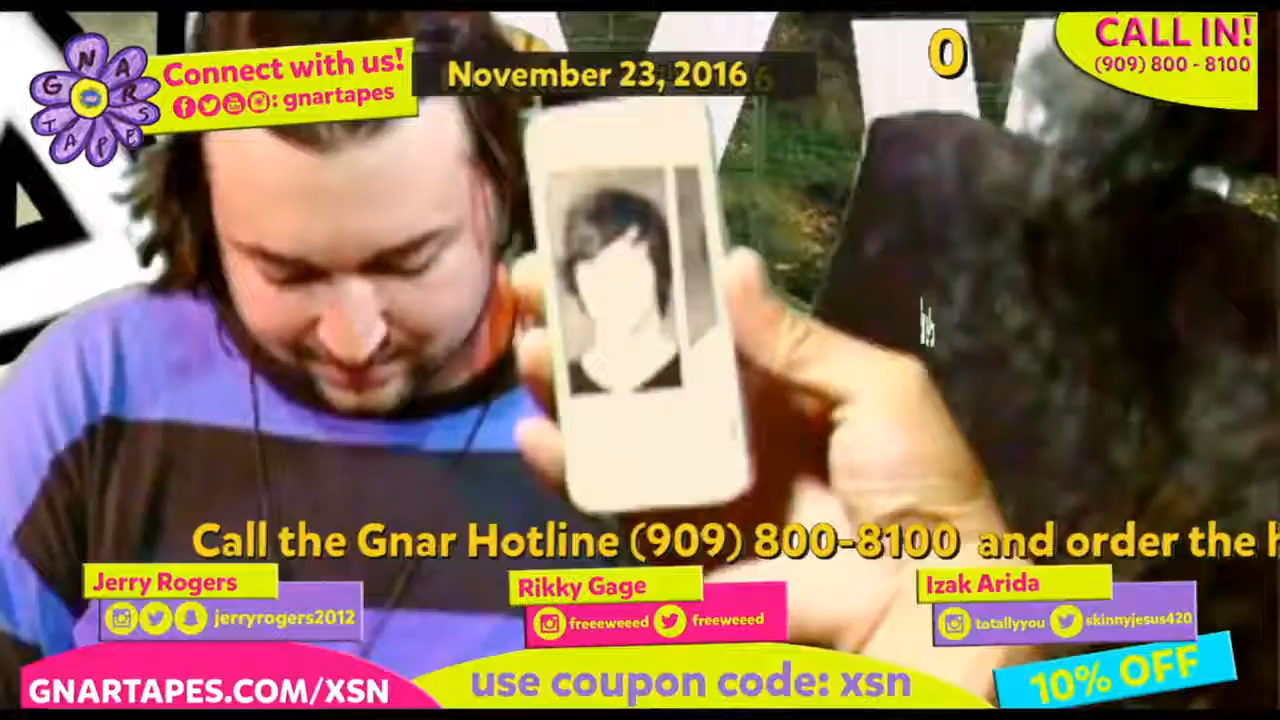 GNAR TAPES
Connect with us!
: gnartapes
November 23, 2016
0
CALL IN!
(909) 800 - 8100
Call the Gnar Hotline (909) 800-8100 and order the h
Jerry Rogers
jerryrogers2012
Rikky Gage
freeeweeed
freeweeed
Izak Arida
totallyyou
skinnyjesus420
GNARTAPES.COM/XSN
use coupon code: xsn
10% OFF